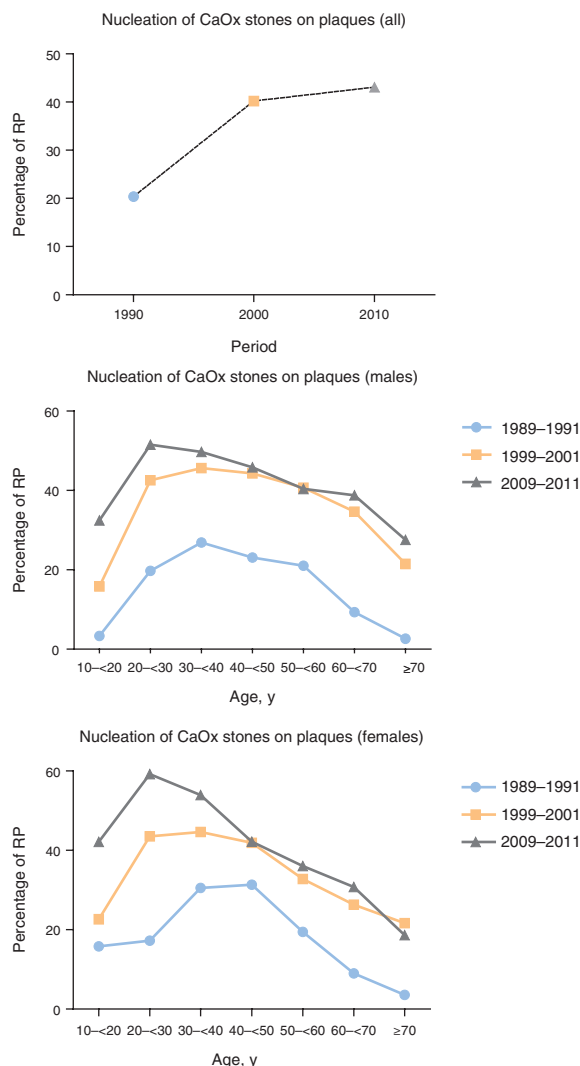 Nucleation of CaOx stones on plaques (all)
Percentage of RP
50
40
30
20
10
0
1990 2000 2010
Period
Nucleation of CaOx stones on plaques (males)
Percentage of RP
60
40
20
0
10–<20 20–<30 30–<40 40–<50 50–<60 60–<70 ≥70
Age, y
1989–1991
1999–2001
2009–2011
Nucleation of CaOx stones on plaques (females)
Percentage of RP
60
40
20
0
10–<20 20–<30 30–<40 40–<50 50–<60 60–<70 ≥70
Age, y
1989–1991
1999–2001
2009–2011